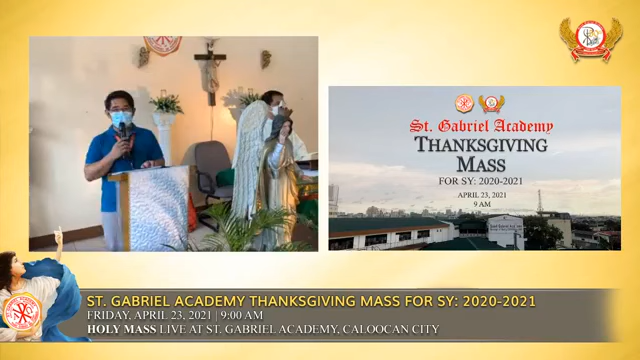 St. Gabriel Academy
THANKSGIVING
MASS
FOR SY: 2020-2021
APRIL 23, 2021
9 AM
ST. GABRIEL ACADEMY THANKSGIVING MASS FOR SY: 2020-2021
FRIDAY, APRIL 23, 2021 | 9:00 AM
HOLY MASS LIVE AT ST. GABRIEL ACADEMY, CALOOCAN CITY